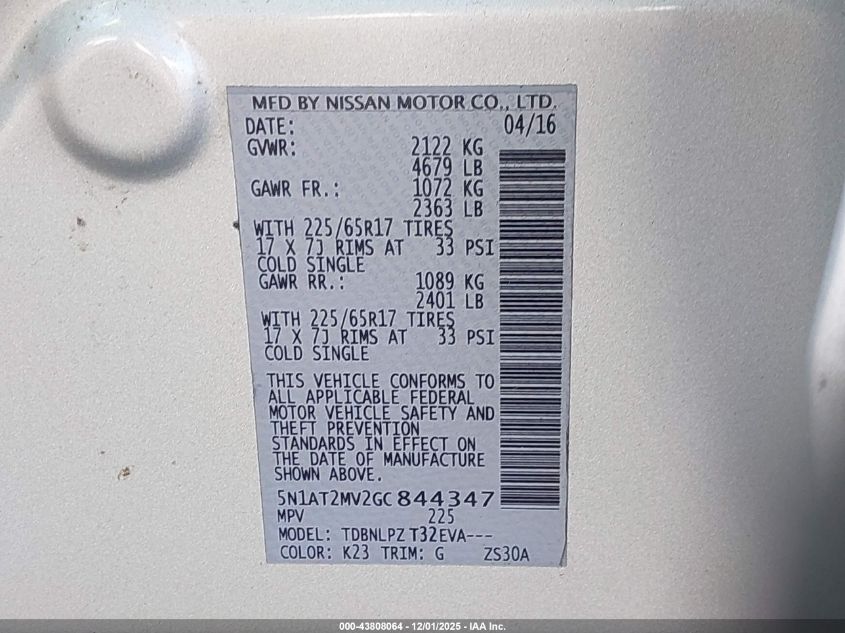 MFD BY NISSAN MOTOR CO., LTD.
DATE: 04/16
GVWR: 2122 KG
4679 LB
GAWR FR.: 1072 KG
2363 LB
WITH 225/65R17 TIRES
17 X 7J RIMS AT 33 PSI
COLD SINGLE
GAWR RR.: 1089 KG
2401 LB
WITH 225/65R17 TIRES
17 X 7J RIMS AT 33 PSI
COLD SINGLE
THIS VEHICLE CONFORMS TO
ALL APPLICABLE FEDERAL
MOTOR VEHICLE SAFETY AND
THEFT PREVENTION
STANDARDS IN EFFECT ON
THE DATE OF MANUFACTURE
SHOWN ABOVE.
5N1AT2MV2GC844347
MPV 225
MODEL: TDBNLPZ T32EVA---
COLOR: K23 TRIM: G ZS30A
000-43808064 - 12/01/2025 - IAA Inc.